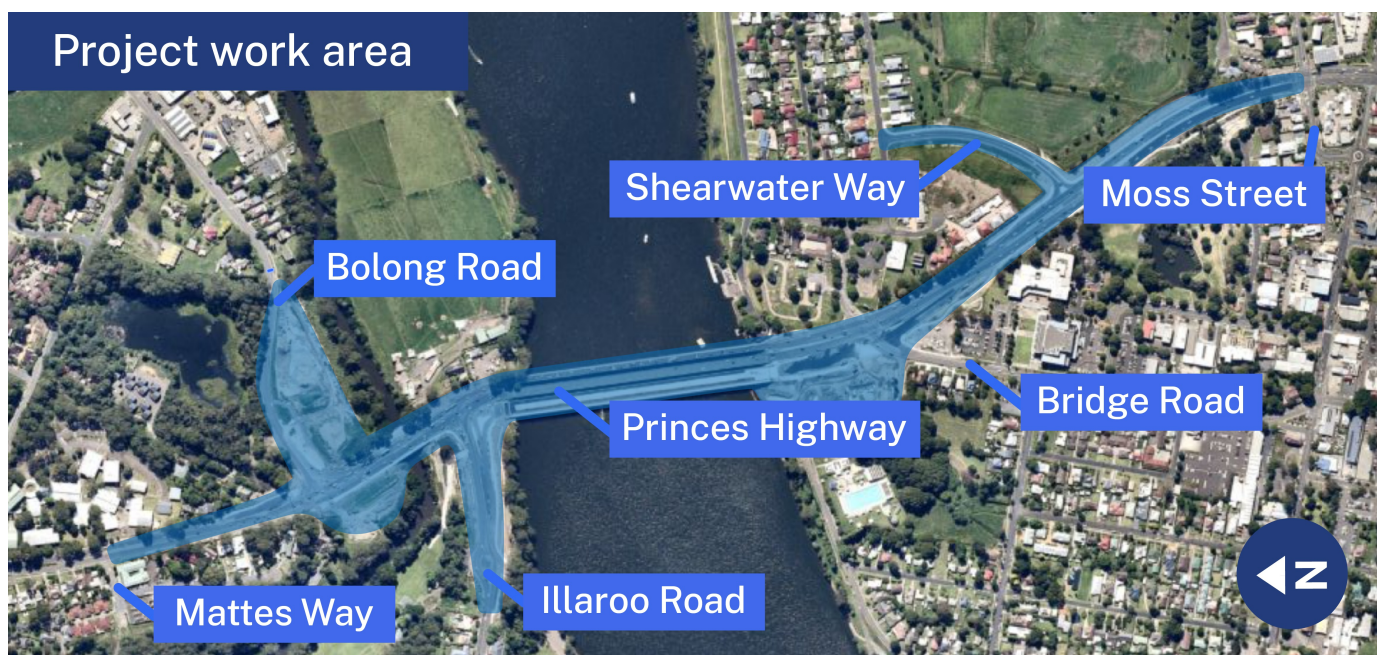 Project work area
Shearwater Way
Moss Street
Bolong Road
Princes Highway
Bridge Road
Illaroo Road
Mattes Way
N